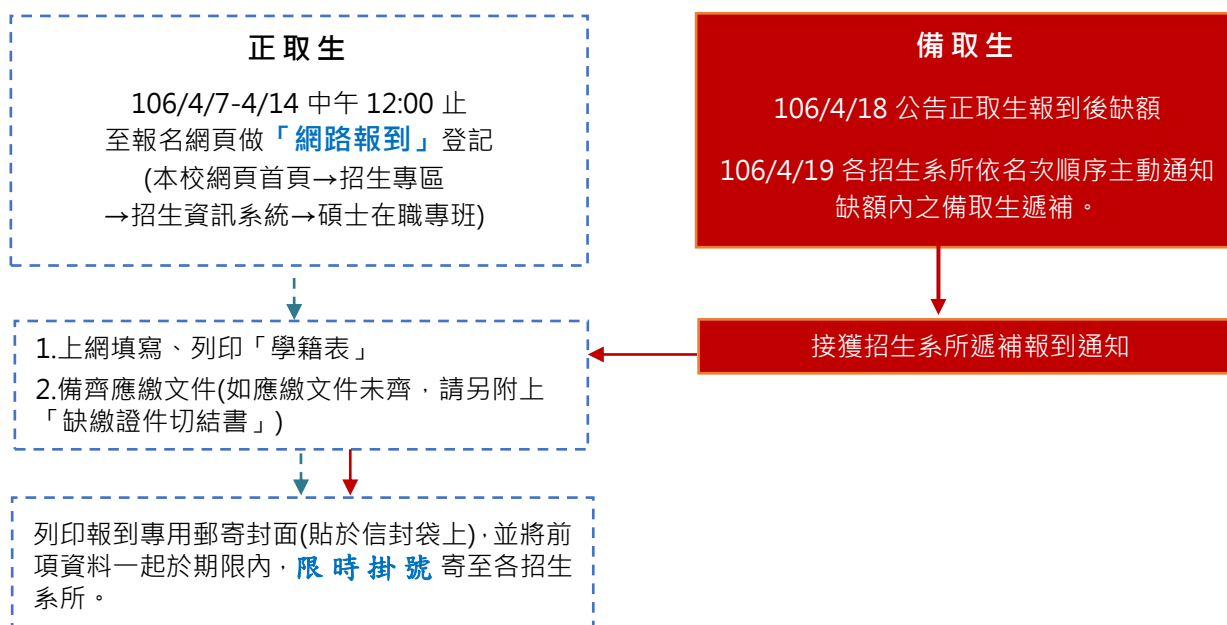 正取生
106/4/7-4/14 中午 12:00 止
至報名網頁做「網路報到」登記
(本校網頁首頁→招生專區
→招生資訊系統→碩士在職專班)
備取生
106/4/18 公告正取生報到後缺額
106/4/19 各招生系所依名次順序主動通知
缺額內之備取生遞補。
1.上網填寫、列印「學籍表」
2.備齊應繳文件(如應繳文件未齊，請另附上
「缺繳證件切結書」)
接獲招生系所遞補報到通知
列印報到專用郵寄封面(貼於信封袋上)，並將前
項資料一起於期限內，限時掛號 寄至各招生
系所。